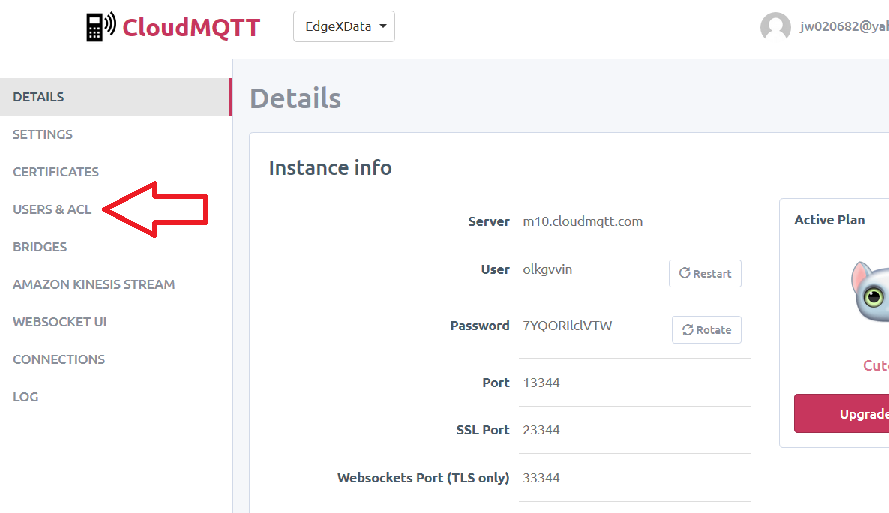 CloudMQTT
EdgeXData
jw020682@yah
DETAILS
SETTINGS
CERTIFICATES
USERS & ACL
BRIDGES
AMAZON KINESIS STREAM
WEBSOCKET UI
CONNECTIONS
LOG
Details
Instance info
Server m10.cloudmqtt.com
User olkgvvin
Restart
Password 7YQORIlclVTW
Rotate
Port 13344
SSL Port 23344
Websockets Port (TLS only) 33344
Active Plan
Cute
Upgrade